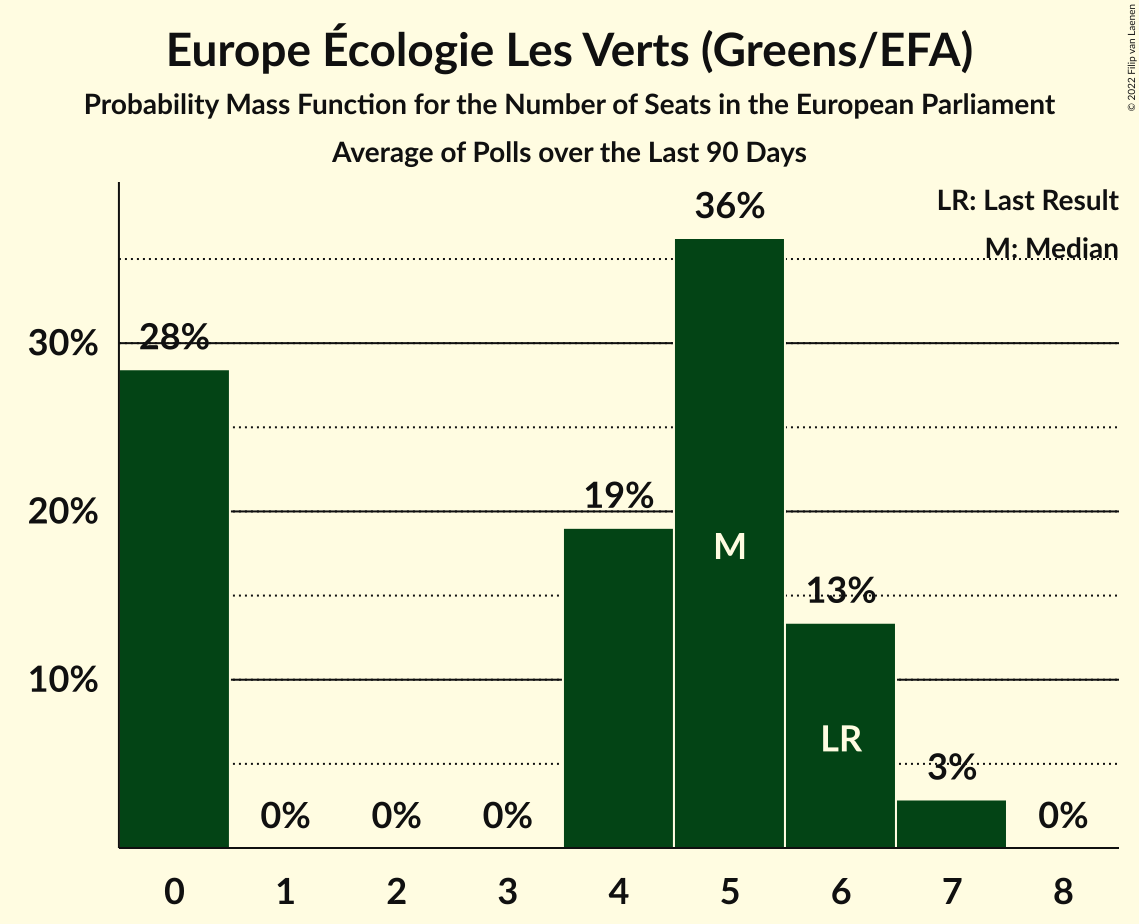 Europe Écologie Les Verts (Greens/EFA)
Probability Mass Function for the Number of Seats in the European Parliament
Average of Polls over the Last 90 Days
© 2022 Filip van Laenen
LR: Last Result
M: Median
36%
30%
28%
20%
19%
M
13%
10%
LR
3%
0%
0%
0%
0%
0
1
2
3
4
5
6
7
8